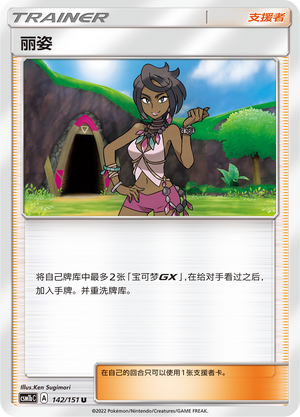 TRAINER 支援者
丽姿
将自己牌库中最多2张「宝可梦GX」,在给对手看过之后,
加入手牌。并重洗牌库。
Illus.Ken Sugimori
csm1bC A 142/151 U
在自己的回合只可以使用1张支援者卡。
©2022 Pokémon/Nintendo/Creatures/GAME FREAK.